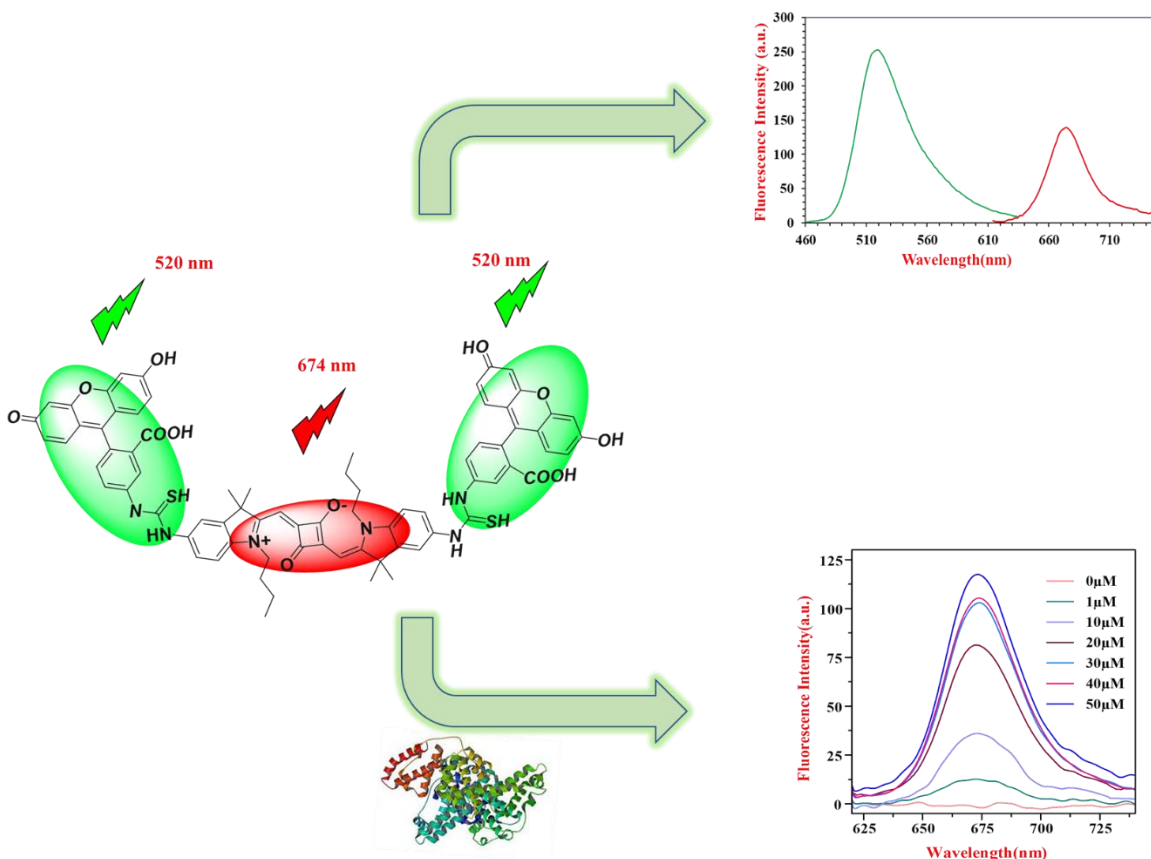 300
250
200
150
100
50
0
Fluorescence Intensity (a.u.)
460 510 560 610 660 710
Wavelength(nm)
520 nm
520 nm
674 nm
OH
O
O
COOH
N
SH
HN
N+
O
O-
N
HO
O
OH
COOH
HN
SH
N
H
125
100
75
50
25
0
Fluorescence Intensity(a.u.)
0µM
1µM
10µM
20µM
30µM
40µM
50µM
625 650 675 700 725
Wavelength(nm)